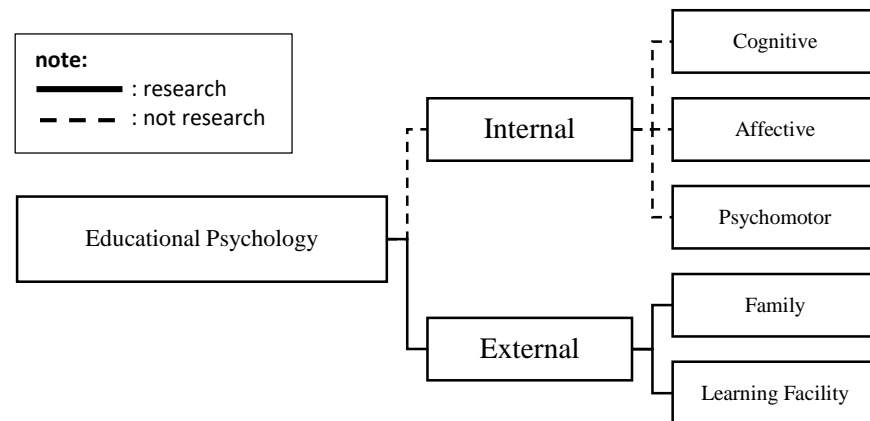 note:
: research
: not research
Educational Psychology
Internal
External
Cognitive
Affective
Psychomotor
Family
Learning Facility